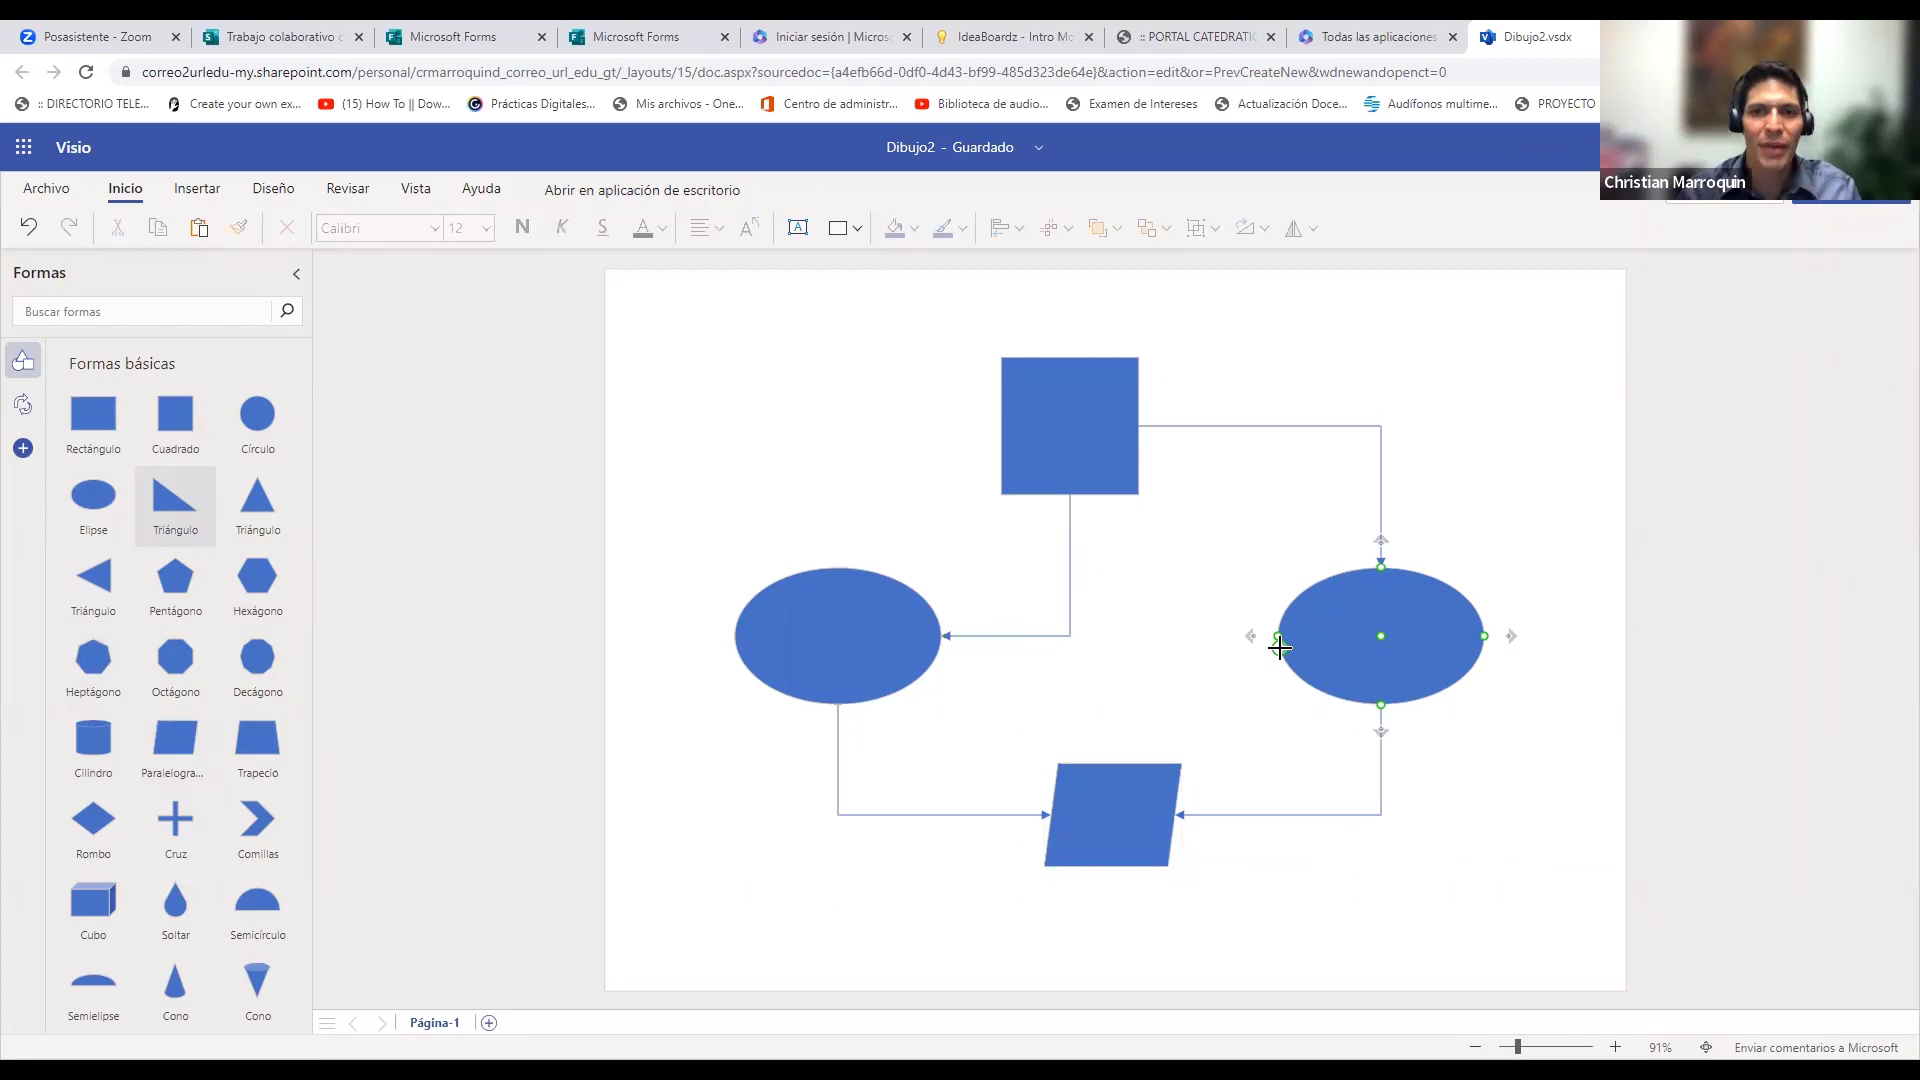 Posasistente - Zoom
Trabajo colaborativo c
Microsoft Forms
Microsoft Forms
Iniciar sesión | Micros
IdeaBoardz - Intro Mo
:: PORTAL CATEDRATIC
Todas las aplicaciones
Dibujo2.vsdx
correo2urledu-my.sharepoint.com/personal/crmarroquind_correo_url_edu_gt/_layouts/15/doc.aspx?sourcedoc={a4efb66d-0df0-4d43-bf99-485d323de64e}&action=edit&or=PrevCreateNew&wdnewandopenct=0
:: DIRECTORIO TELE...
Create your own ex...
(15) How To || Dow...
Prácticas Digitales...
Mis archivos - One...
Centro de administr...
Biblioteca de audio...
Examen de Intereses
Actualización Doce...
Audífonos multime...
PROYECTO
Visio
Dibujo2 - Guardado
Christian Marroquin
Archivo
Inicio
Insertar
Diseño
Revisar
Vista
Ayuda
Abrir en aplicación de escritorio
Calibri
12
N
K
S
A
A
A
Formas
Buscar formas
Formas básicas
Rectángulo
Cuadrado
Círculo
Elipse
Triángulo
Triángulo
Triángulo
Pentágono
Hexágono
Heptágono
Octágono
Decágono
Cilindro
Paralelogra...
Trapecio
Rombo
Cruz
Comillas
Cubo
Soltar
Semicírculo
Semielipse
Cono
Cono
Página-1
91%
Enviar comentarios a Microsoft